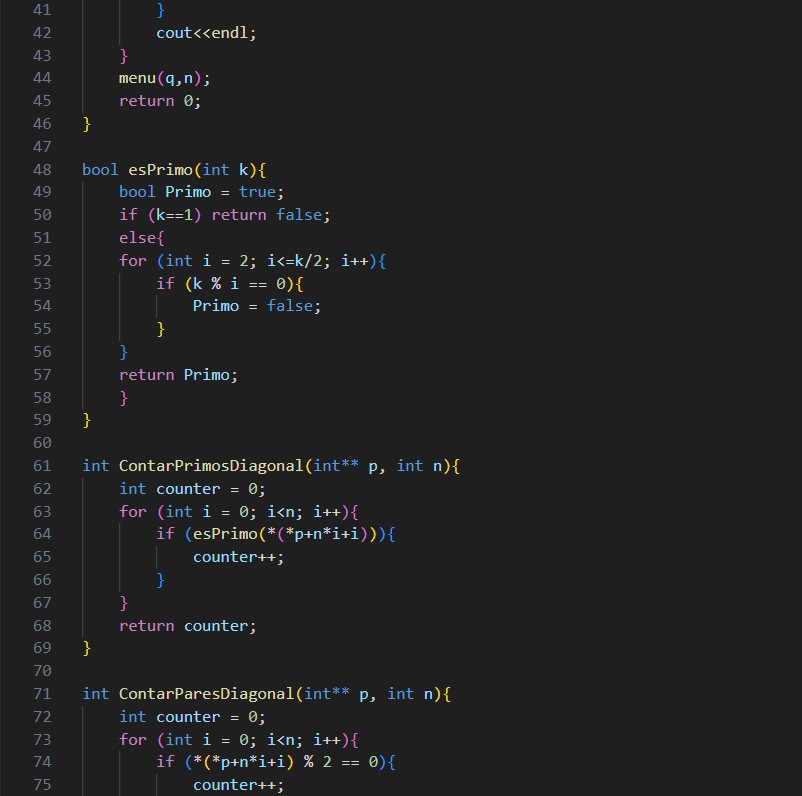 41 }
42 cout<<endl;
43 }
44 menu(q,n);
45 return 0;
46 }
47
48 bool esPrimo(int k){
49 bool Primo = true;
50 if (k==1) return false;
51 else{
52 for (int i = 2; i<=k/2; i++){
53 if (k % i == 0){
54 Primo = false;
55 }
56 }
57 return Primo;
58 }
59 }
60
61 int ContarPrimosDiagonal(int** p, int n){
62 int counter = 0;
63 for (int i = 0; i<n; i++){
64 if (esPrimo(*(*p+n*i+i))){
65 counter++;
66 }
67 }
68 return counter;
69 }
70
71 int ContarParesDiagonal(int** p, int n){
72 int counter = 0;
73 for (int i = 0; i<n; i++){
74 if (*(*p+n*i+i) % 2 == 0){
75 counter++;